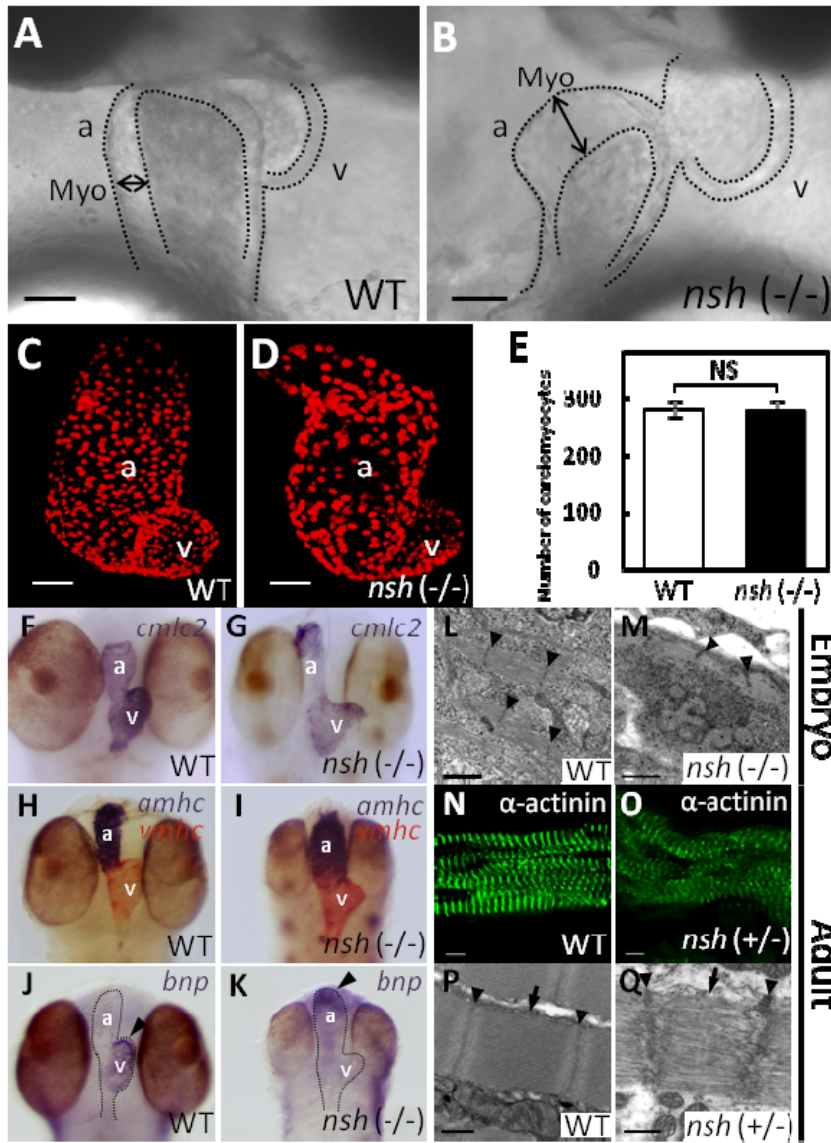 A
B
a
Myo
v
WT
Myo
a
v
nsh (-/-)
C
D
E
a
v
WT
a
v
nsh (-/-)
Number of cardiomyocytes
300
200
100
0
NS
WT
nsh (-/-)
F
cmlc2
a
v
WT
G
cmlc2
a
v
nsh (-/-)
L
WT
M
nsh (-/-)
Embryo
H
amhc
vmhc
a
v
WT
I
amhc
vmhc
a
v
nsh (-/-)
N
α-actinin
WT
O
α-actinin
nsh (+/-)
J
bnp
a
v
WT
K
bnp
a
v
nsh (-/-)
P
WT
Q
nsh (+/-)
Adult